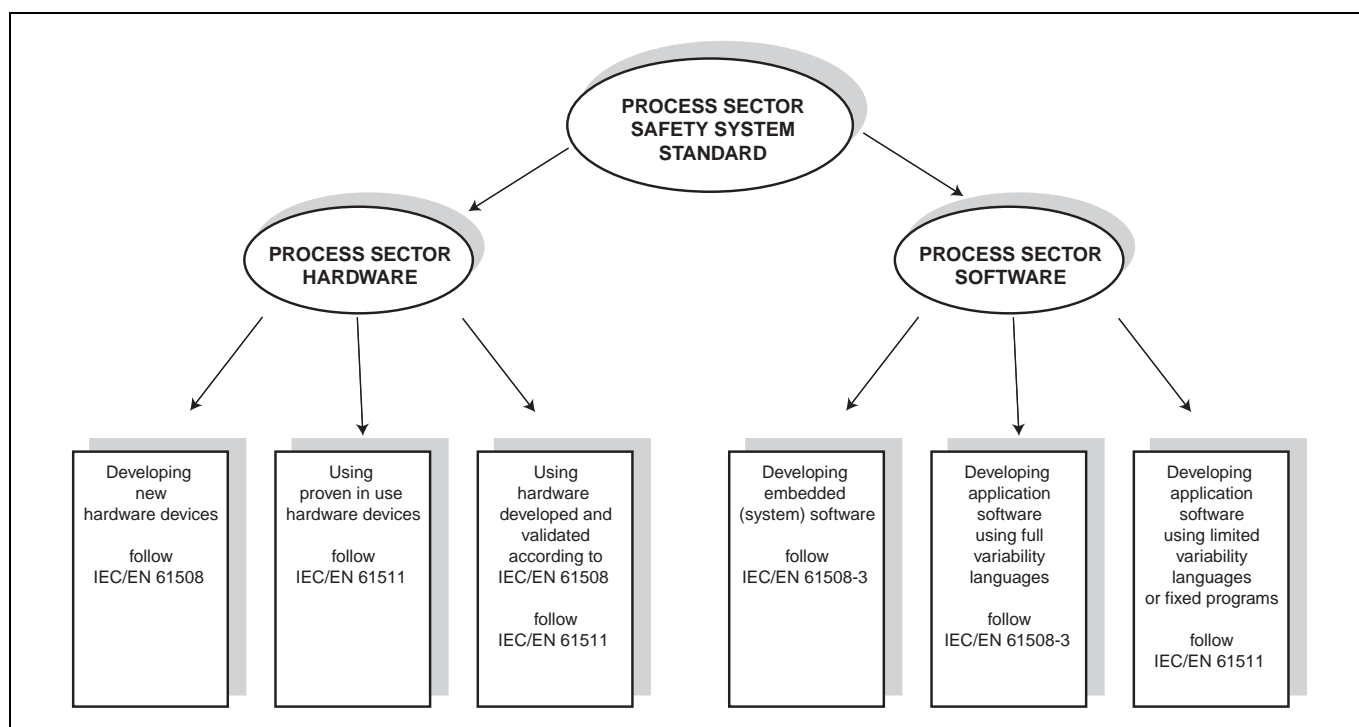 PROCESS SECTOR
SAFETY SYSTEM
STANDARD
PROCESS SECTOR
HARDWARE
PROCESS SECTOR
SOFTWARE
Developing
new
hardware devices
follow
IEC/EN 61508
Using
proven in use
hardware devices
follow
IEC/EN 61511
Using
hardware
developed and
validated
according to
IEC/EN 61508
follow
IEC/EN 61511
Developing
embedded
(system) software
follow
IEC/EN 61508-3
Developing
application
software
using full
variability
languages
follow
IEC/EN 61508-3
Developing
application
software
using limited
variability
languages
or fixed programs
follow
IEC/EN 61511